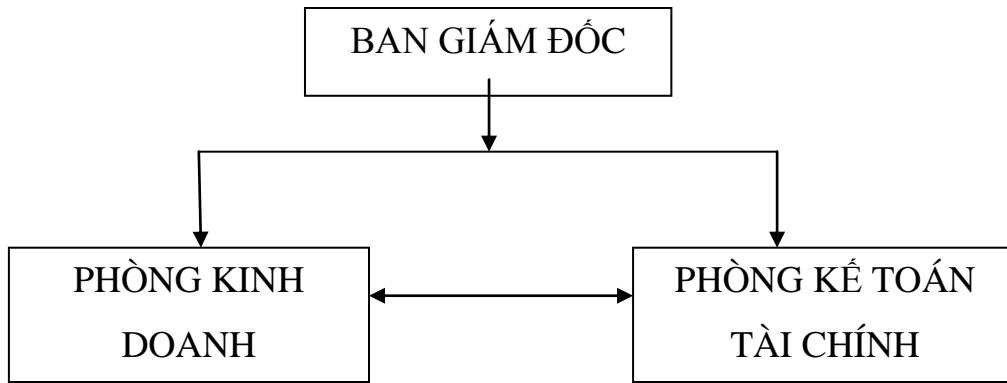 BAN GIÁM ĐỐC
PHÒNG KINH
DOANH
PHÒNG KẾ TOÁN
TÀI CHÍNH